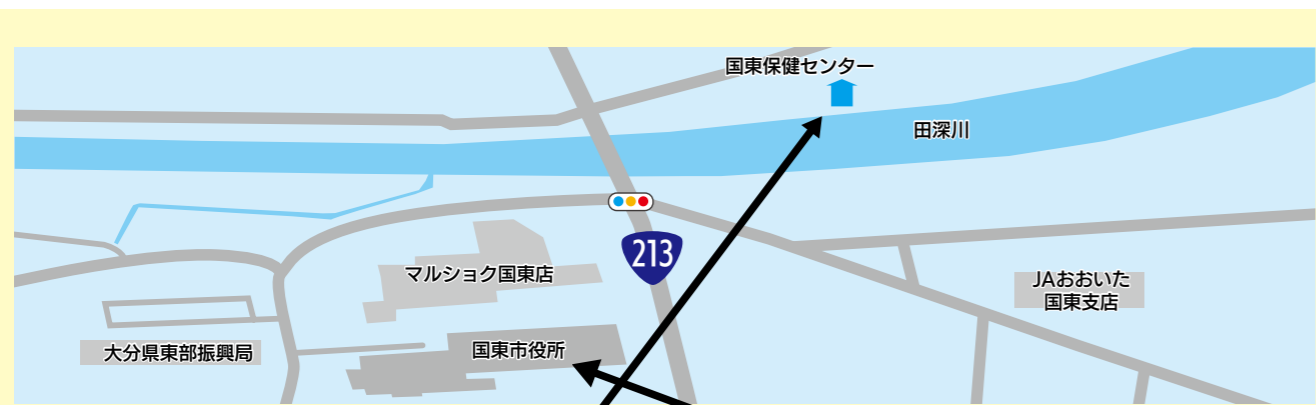 国東保健センター
田深川
213
マルショク国東店
JAおおいた
国東支店
大分県東部振興局
国東市役所